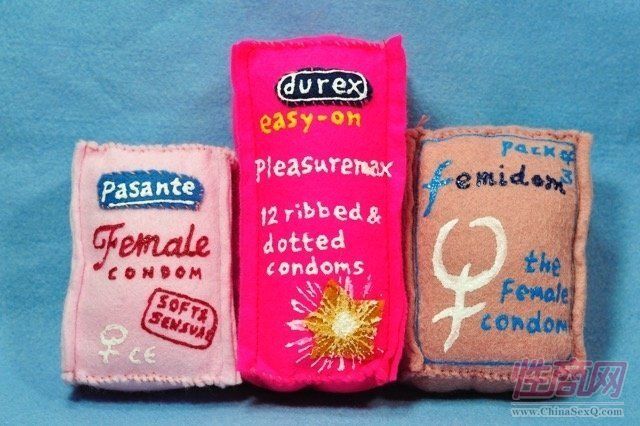 Pasante
Female
CONDOM
SOFT &
SENSUAL
CE
durex
easy-on
pleasuremax
12 ribbed &
dotted
condoms
Pack of
3
femidom
the
Female
condom
性商网
www.ChinaSexQ.com